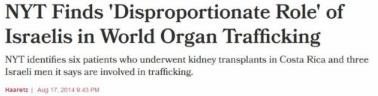 NYT Finds 'Disproportionate Role' of
Israelis in World Organ Trafficking
NYT identifies six patients who underwent kidney transplants in Costa Rica and three
Israeli men it says are involved in trafficking.
Haaretz | Aug 17, 2014 9:43 PM